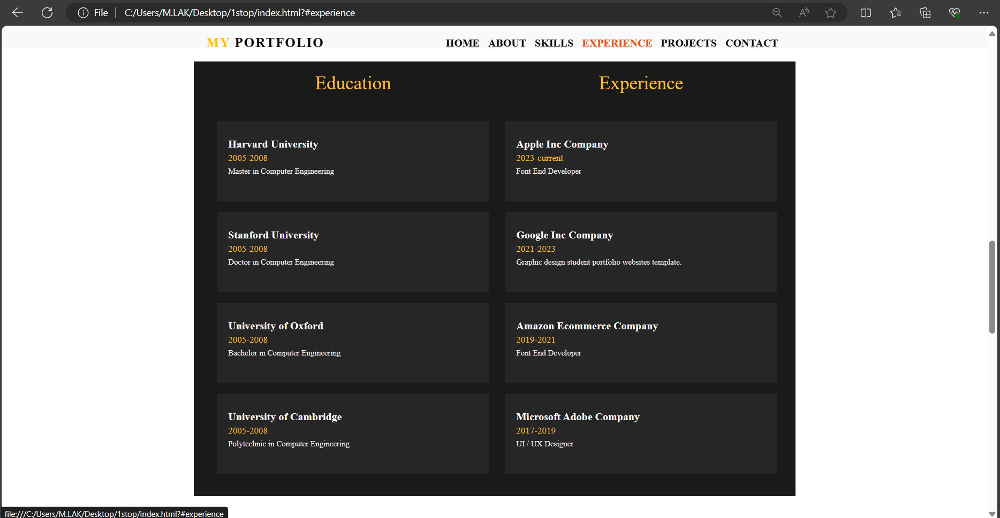 File
C:/Users/M.LAK/Desktop/1stop/index.html?#experience
MY PORTFOLIO
HOME ABOUT SKILLS EXPERIENCE PROJECTS CONTACT
Education
Harvard University
2005-2008
Master in Computer Engineering
Stanford University
2005-2008
Doctor in Computer Engineering
University of Oxford
2005-2008
Bachelor in Computer Engineering
University of Cambridge
2005-2008
Polytechnic in Computer Engineering
Experience
Apple Inc Company
2023-current
Font End Developer
Google Inc Company
2021-2023
Graphic design student portfolio websites template.
Amazon Ecommerce Company
2019-2021
Font End Developer
Microsoft Adobe Company
2017-2019
UI / UX Designer
file:///C:/Users/M.LAK/Desktop/1stop/index.html?#experience